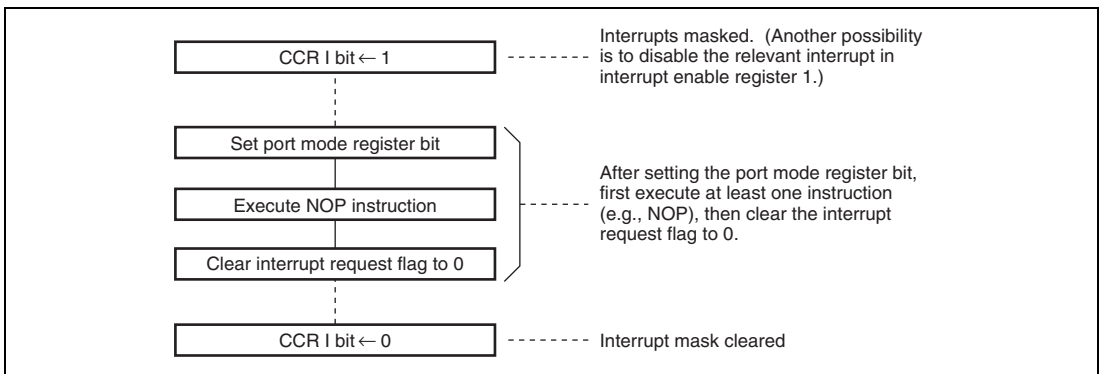 CCR I bit ← 1
Interrupts masked. (Another possibility
is to disable the relevant interrupt in
interrupt enable register 1.)
Set port mode register bit
Execute NOP instruction
Clear interrupt request flag to 0
After setting the port mode register bit,
first execute at least one instruction
(e.g., NOP), then clear the interrupt
request flag to 0.
CCR I bit ← 0
Interrupt mask cleared